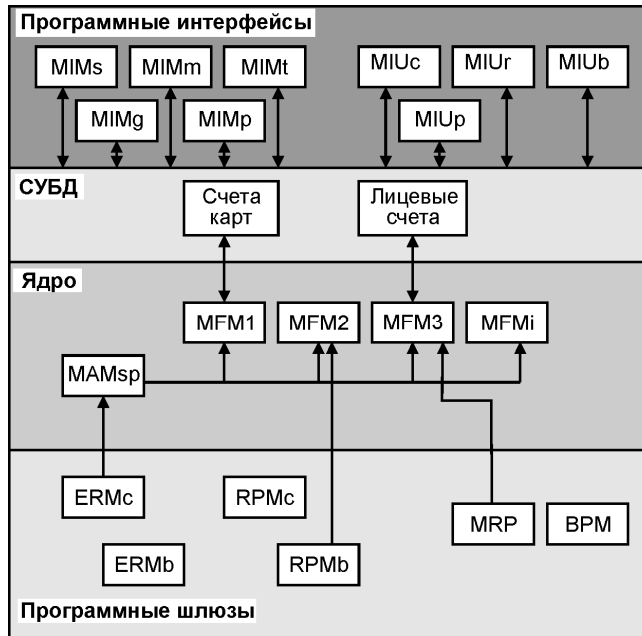 Программные интерфейсы
MIMs
MIMm
MIMt
MIUc
MIUr
MIUb
MIMg
MIMp
MIUp
СУБД
Счета
карт
Лицевые
счета
Ядро
MFM1
MFM2
MFM3
MFMi
MAMsp
ERMc
RPMc
MRP
BPM
ERMb
RPMb
Программные шлюзы